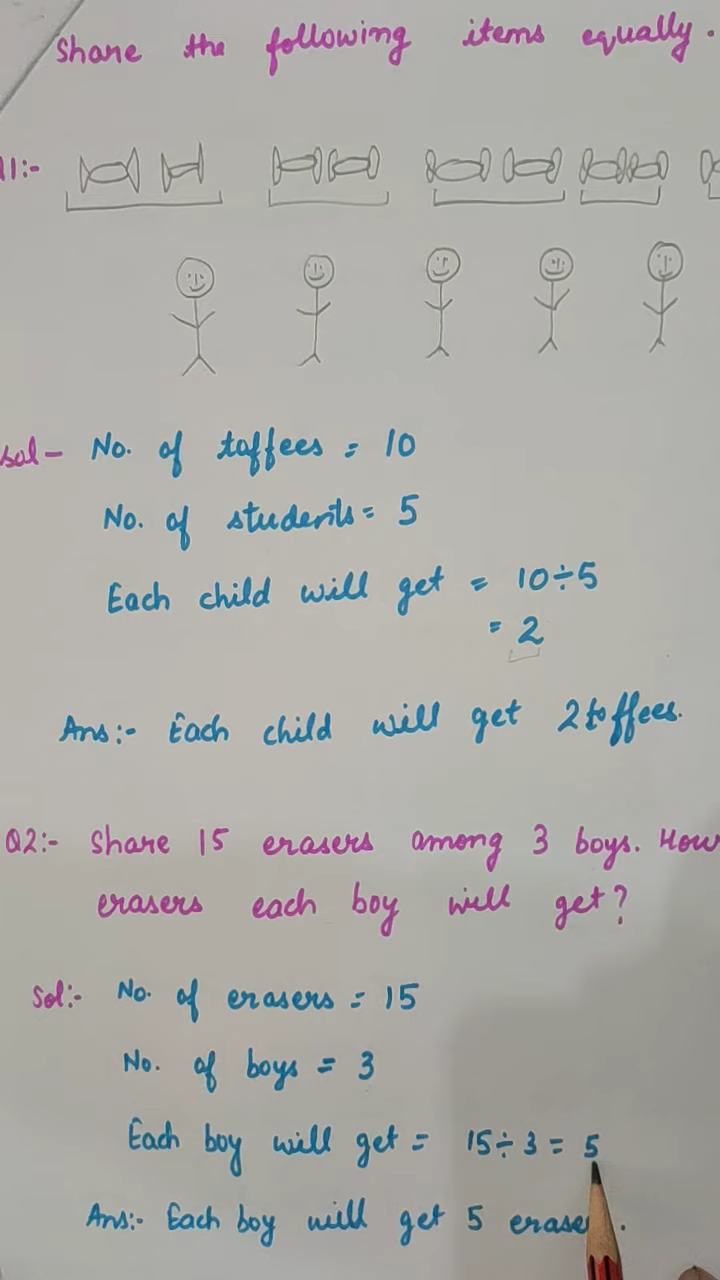 Share the following items equally.
1:-
Sol- No. of toffees = 10
No. of students = 5
Each child will get = 10÷5
= 2
Ans:- Each child will get 2 toffees.
Q2:- Share 15 erasers among 3 boys. How
erasers each boy will get?
Sol:- No. of erasers = 15
No. of boys = 3
Each boy will get = 15÷3 = 5
Ans:- Each boy will get 5 erase